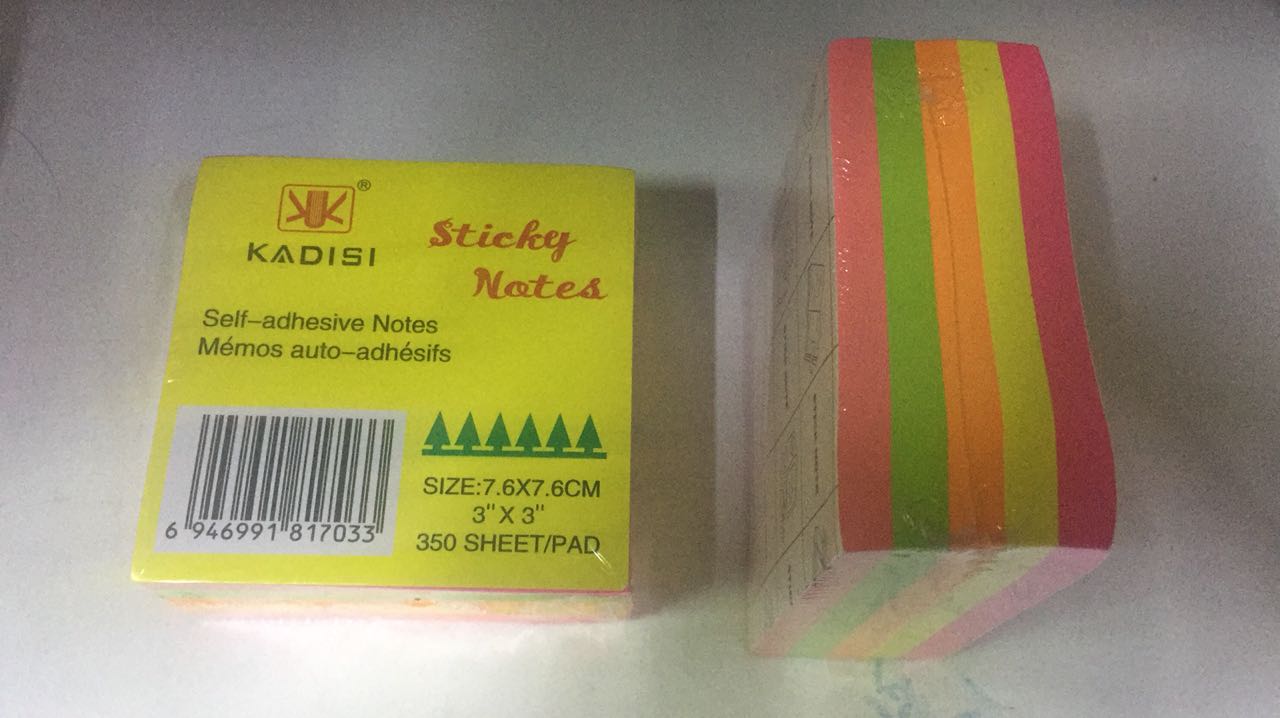 ®
KADISI
Sticky
Notes
Self-adhesive Notes
Mémos auto-adhésifs
6 946991 817033
SIZE:7.6X7.6CM
3" X 3"
350 SHEET/PAD